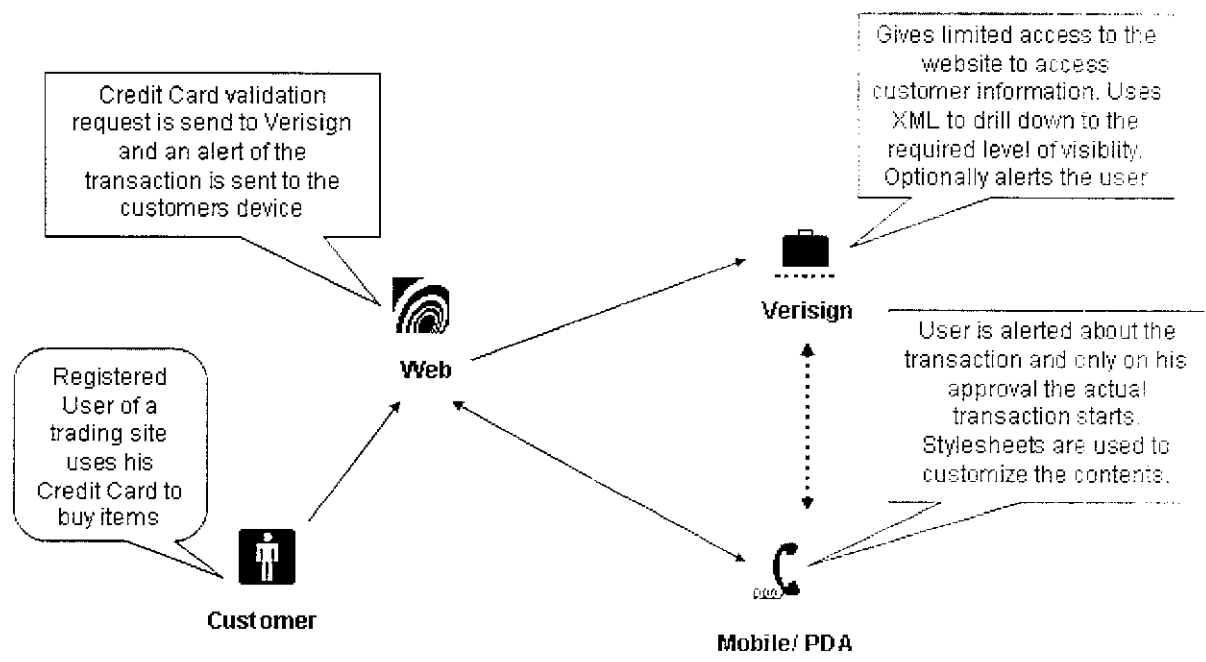 Gives limited access to the
website to access
customer information. Uses
XML to drill down to the
required level of visiblity.
Optionally alerts the user
Credit Card validation
request is send to Verisign
and an alert of the
transaction is sent to the
customers device
Verisign
Web
User is alerted about the
transaction and only on his
approval the actual
transaction starts.
Stylesheets are used to
customize the contents.
Registered
User of a
trading site
uses his
Credit Card to
buy items
Customer
Mobile/ PDA